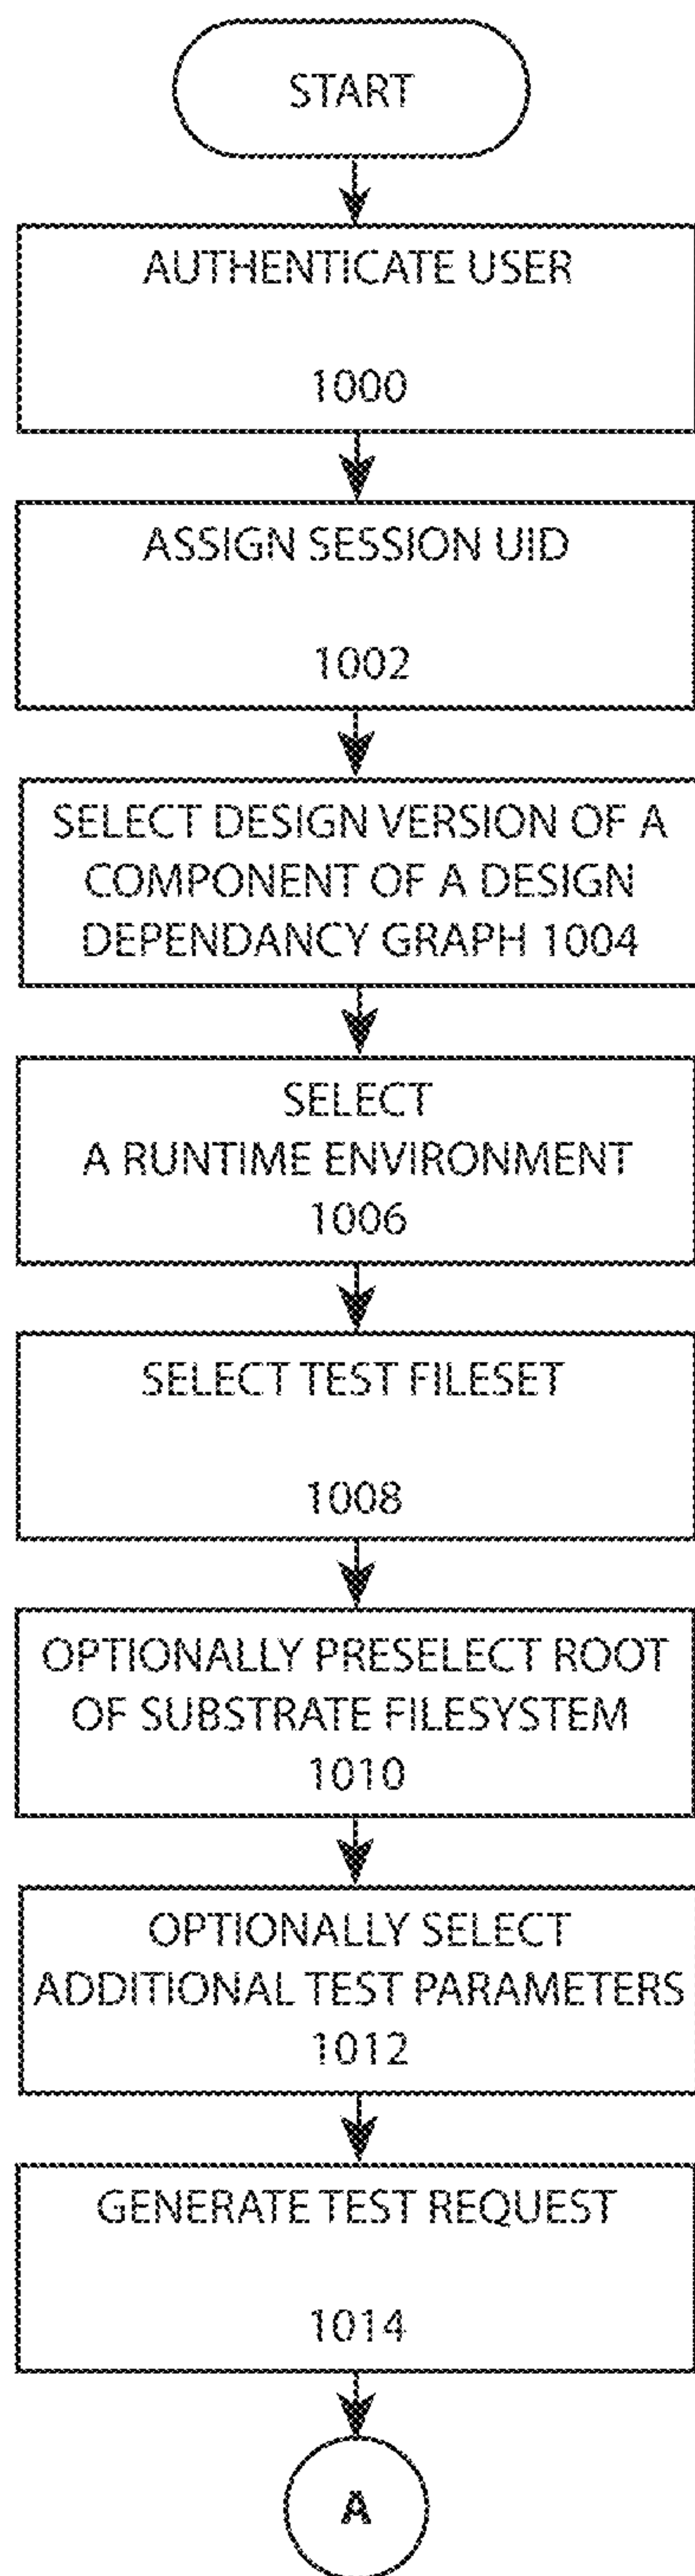 START
AUTHENTICATE USER
1000
ASSIGN SESSION UID
1002
SELECT DESIGN VERSION OF A
COMPONENT OF A DESIGN
DEPENDANCY GRAPH 1004
SELECT
A RUNTIME ENVIRONMENT
1006
SELECT TEST FILESET
1008
OPTIONALLY PRESELECT ROOT
OF SUBSTRATE FILESYSTEM
1010
OPTIONALLY SELECT
ADDITIONAL TEST PARAMETERS
1012
GENERATE TEST REQUEST
1014
A